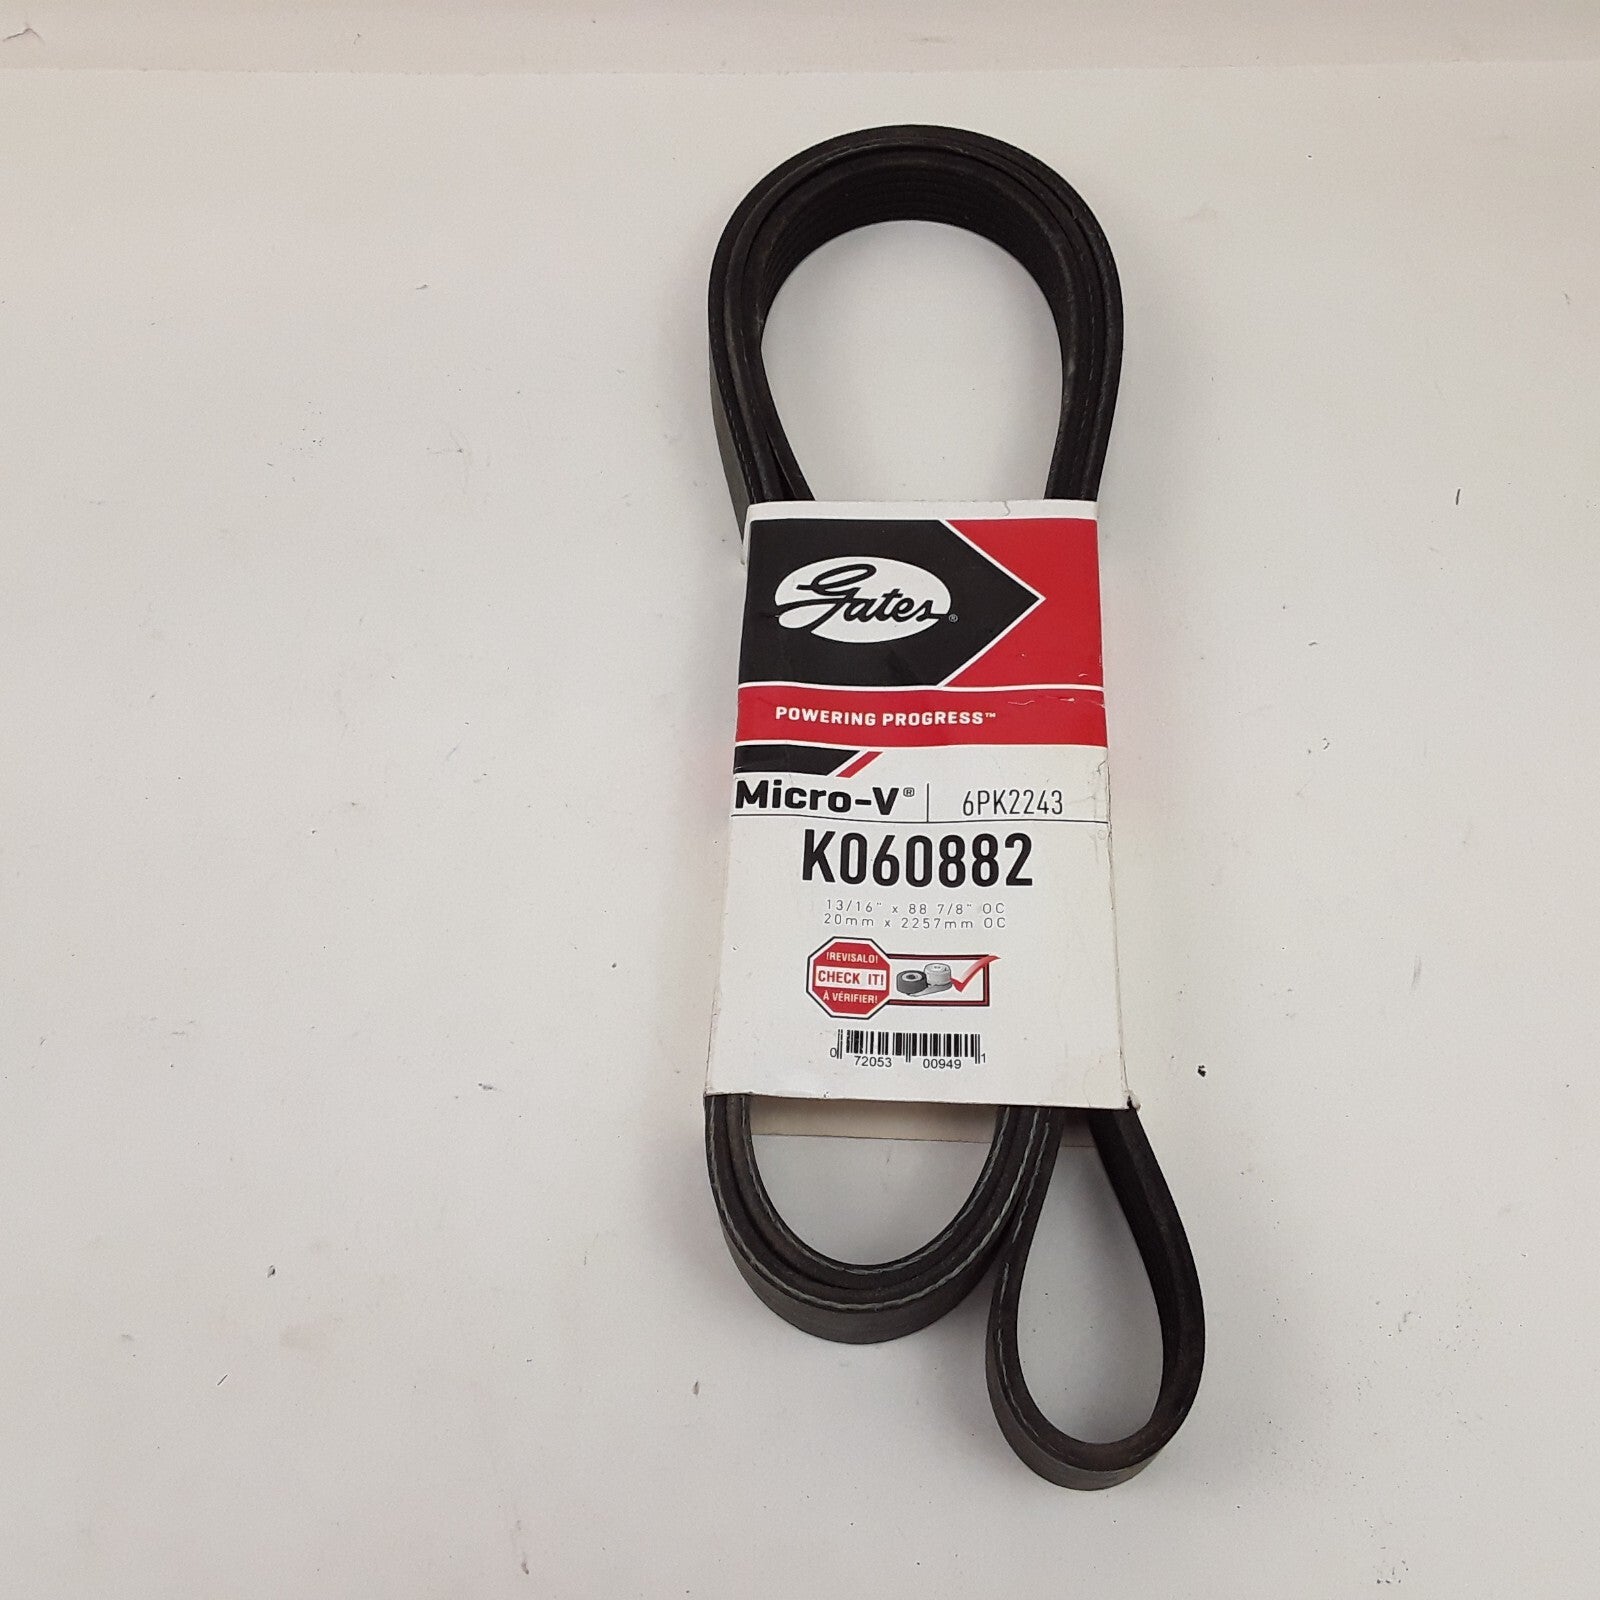 Gates®
POWERING PROGRESS™
Micro-V® 6PK2243
K060882
13/16" x 88 7/8" OC
20mm x 2257mm OC
¡REVISALO!
CHECK IT!
À VÉRIFIER!
0 72053 00949 1